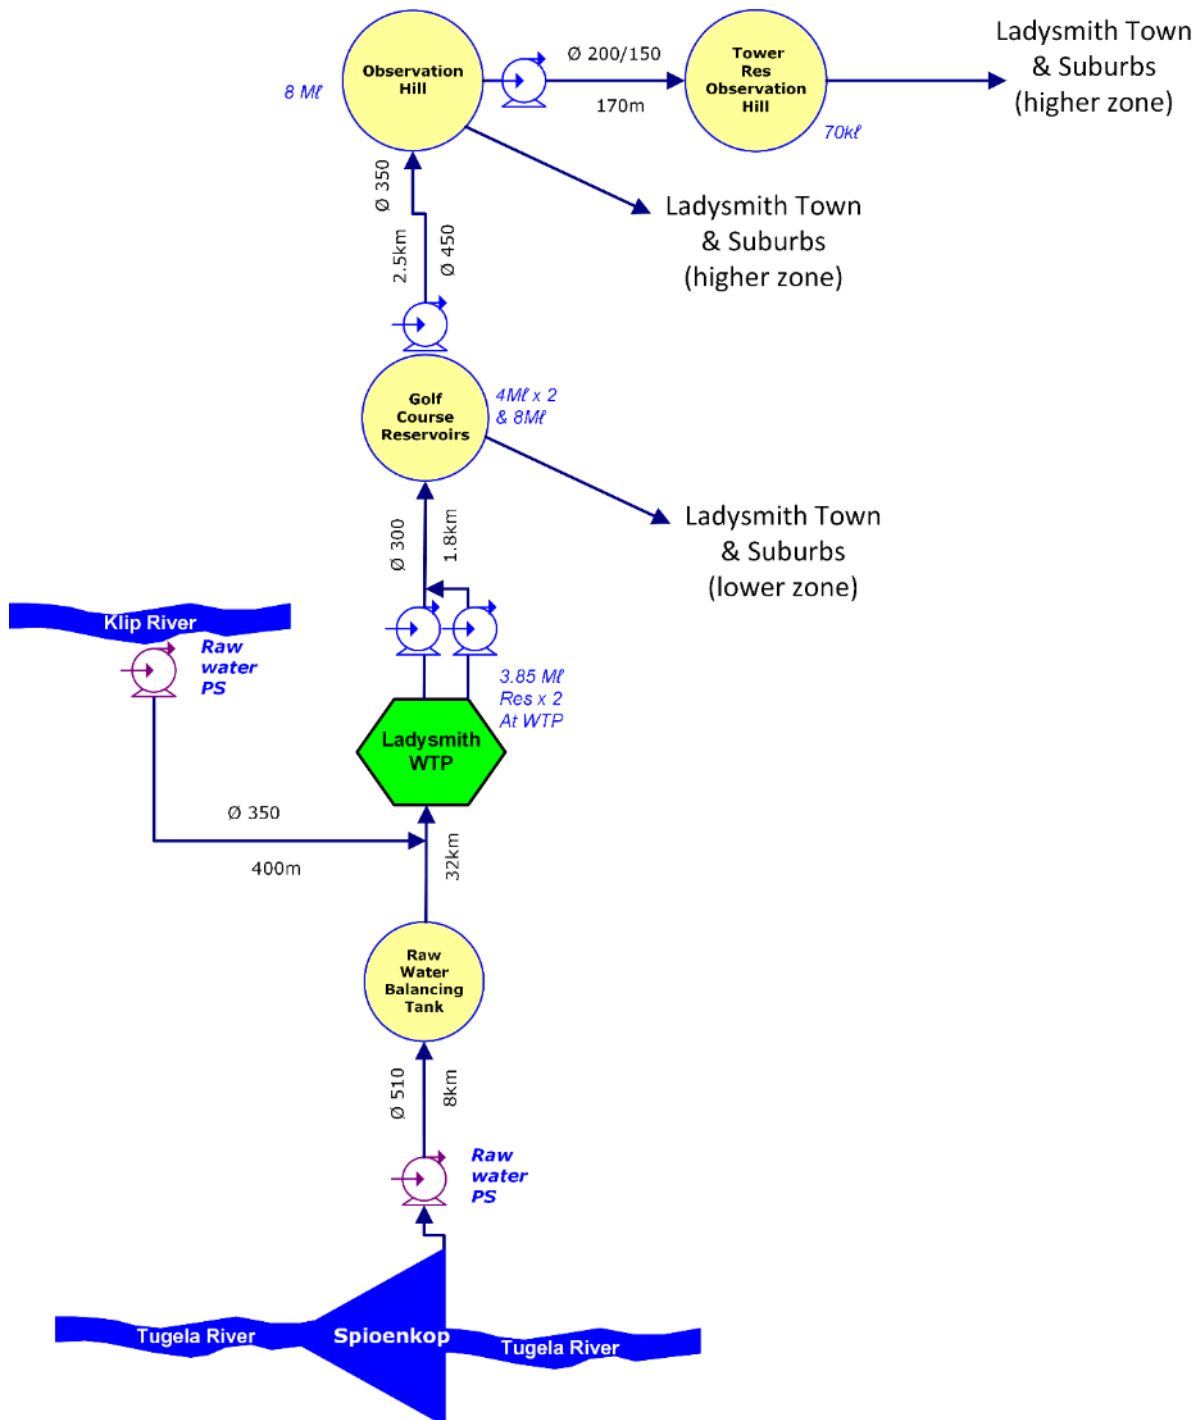 Observation
Hill
8 Mℓ
Ø 200/150
170m
Tower
Res
Observation
Hill
70kℓ
Ladysmith Town
& Suburbs
(higher zone)
Ladysmith Town
& Suburbs
(higher zone)
Ø 350
2.5km
Ø 450
Golf
Course
Reservoirs
4Mℓ x 2
& 8Mℓ
Ladysmith Town
& Suburbs
(lower zone)
Ø 300
1.8km
Klip River
Raw
water
PS
3.85 Mℓ
Res x 2
At WTP
Ladysmith
WTP
Ø 350
400m
32km
Raw
Water
Balancing
Tank
Ø 510
8km
Raw
water
PS
Tugela River
Spioenkop
Tugela River